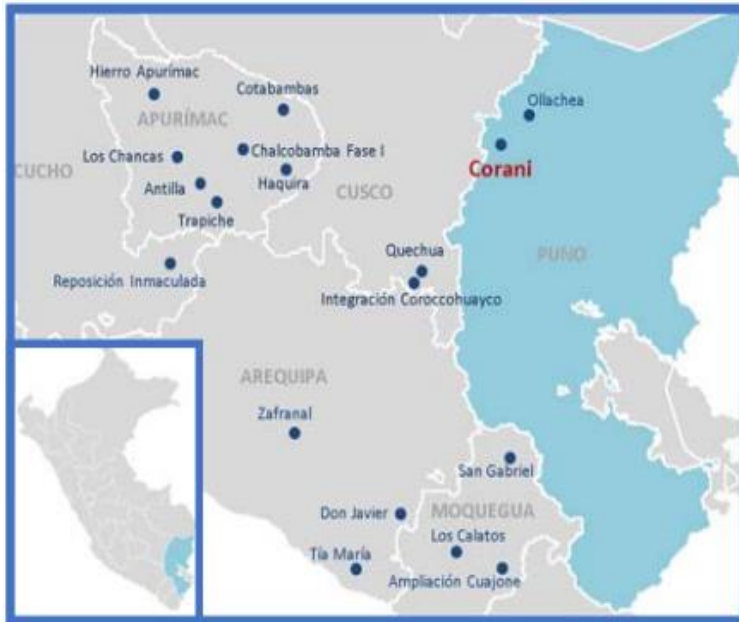 Hierro Apurímac
Cotabambas
Ollachea
APURÍMAC
Los Chancas
Chalcobamba Fase I
Corani
CUCHO
Antilla
Haquira
CUSCO
Trapiche
Quechua
PUNO
Reposición Inmaculada
Integración Coroccohuayco
AREQUIPA
Zafranal
San Gabriel
Don Javier
MOQUEGUA
Los Calatos
Tía María
Ampliación Cuajone